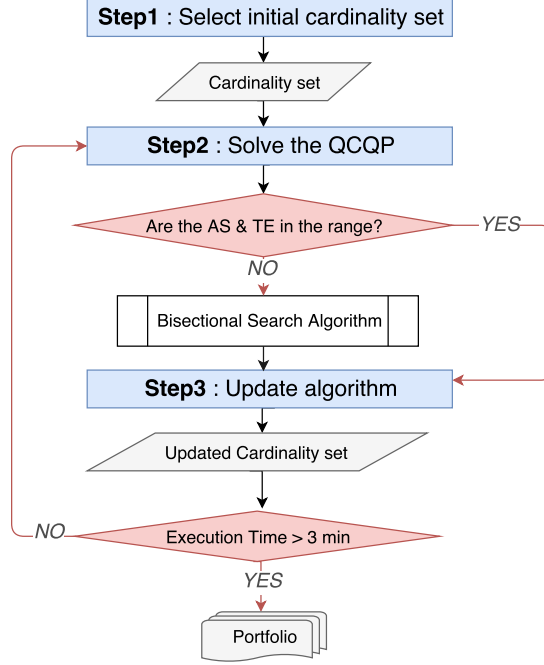 Step1 : Select initial cardinality set
Cardinality set
Step2 : Solve the QCQP
Are the AS & TE in the range?
YES
NO
Bisectional Search Algorithm
Step3 : Update algorithm
Updated Cardinality set
NO
Execution Time > 3 min
YES
Portfolio